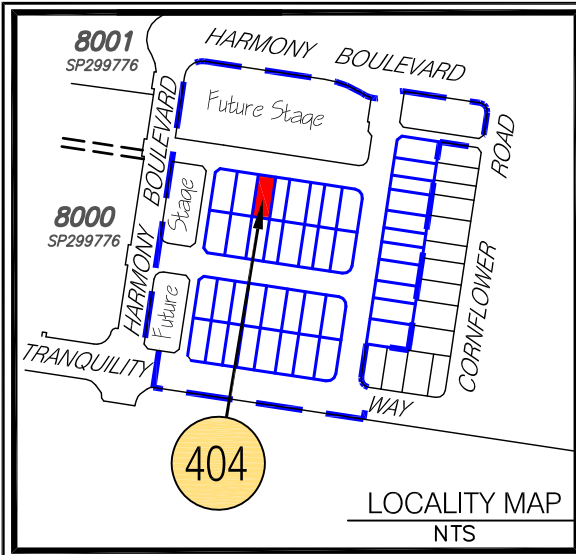 8001
SP299776
HARMONY BOULEVARD
Future Stage
HARMONY BOULEVARD
ROAD
Stage
8000
SP299776
Future
CORNFLOWER
TRANQUILITY
WAY
404
LOCALITY MAP
NTS